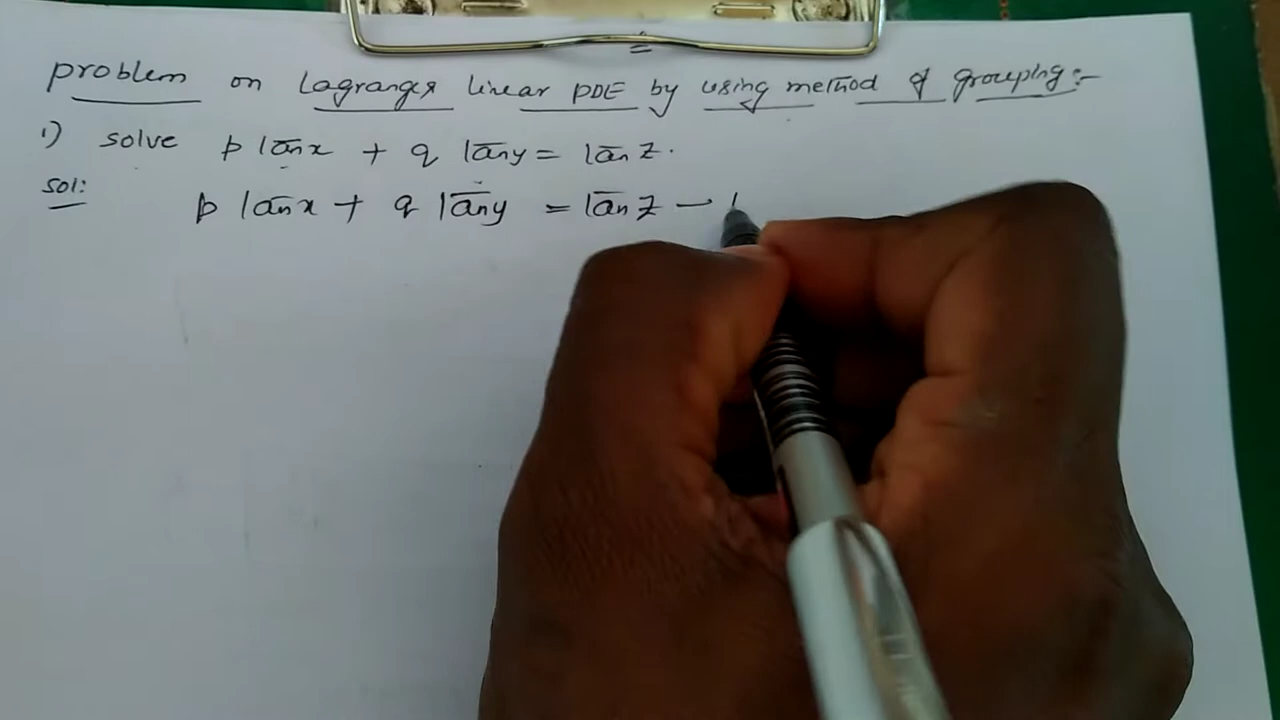 problem on Lagranges linear PDE by using method of grouping:-
1) solve p tanx + q tany = tanz.
sol:
p tanx + q tany = tanz — 1